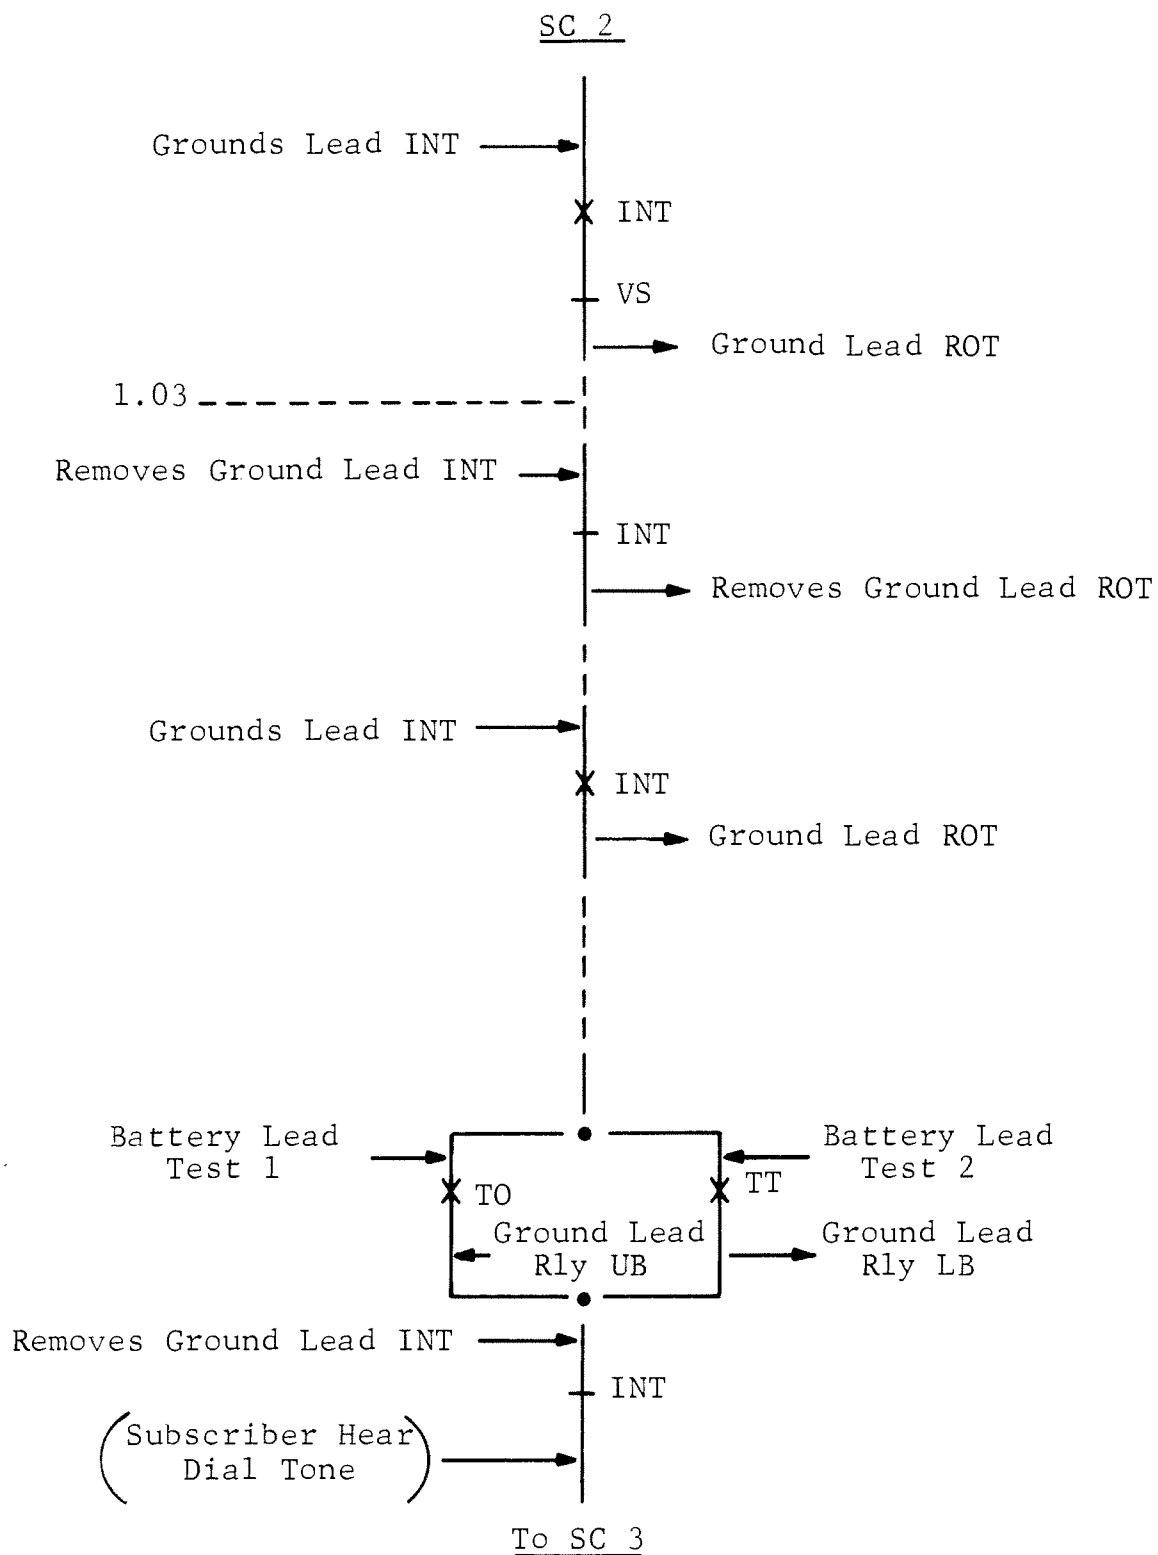 SC 2
Grounds Lead INT
INT
VS
Ground Lead ROT
1.03
Removes Ground Lead INT
INT
Removes Ground Lead ROT
Grounds Lead INT
INT
Ground Lead ROT
Battery Lead
Test 1
Battery Lead
Test 2
TO
TT
Ground Lead
Rly UB
Ground Lead
Rly LB
Removes Ground Lead INT
INT
(Subscriber Hear
Dial Tone)
To SC 3